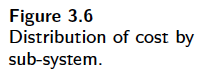 Figure 3.6
Distribution of cost by
sub-system.